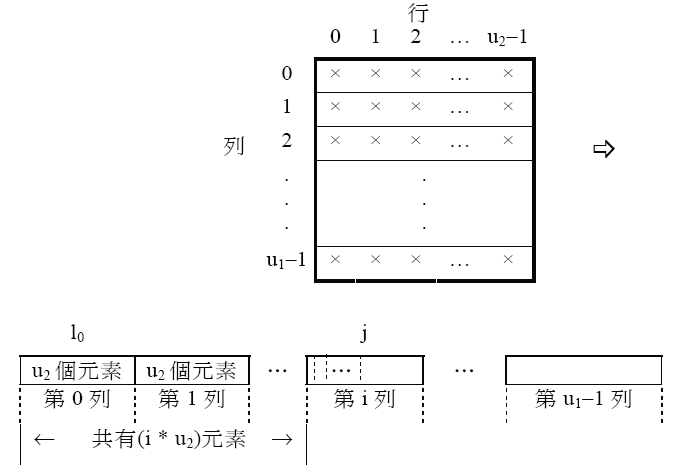 行
0 1 2 … u₂−1
0 × × × … ×
1 × × × … ×
列 2 × × × … × ⇨
. .
. .
. .
u₁−1 × × × … ×
l₀ j
u₂ 個元素 u₂ 個元素 … … …
第 0 列 第 1 列 第 i 列 第 u₁−1 列
← 共有(i * u₂)元素 →